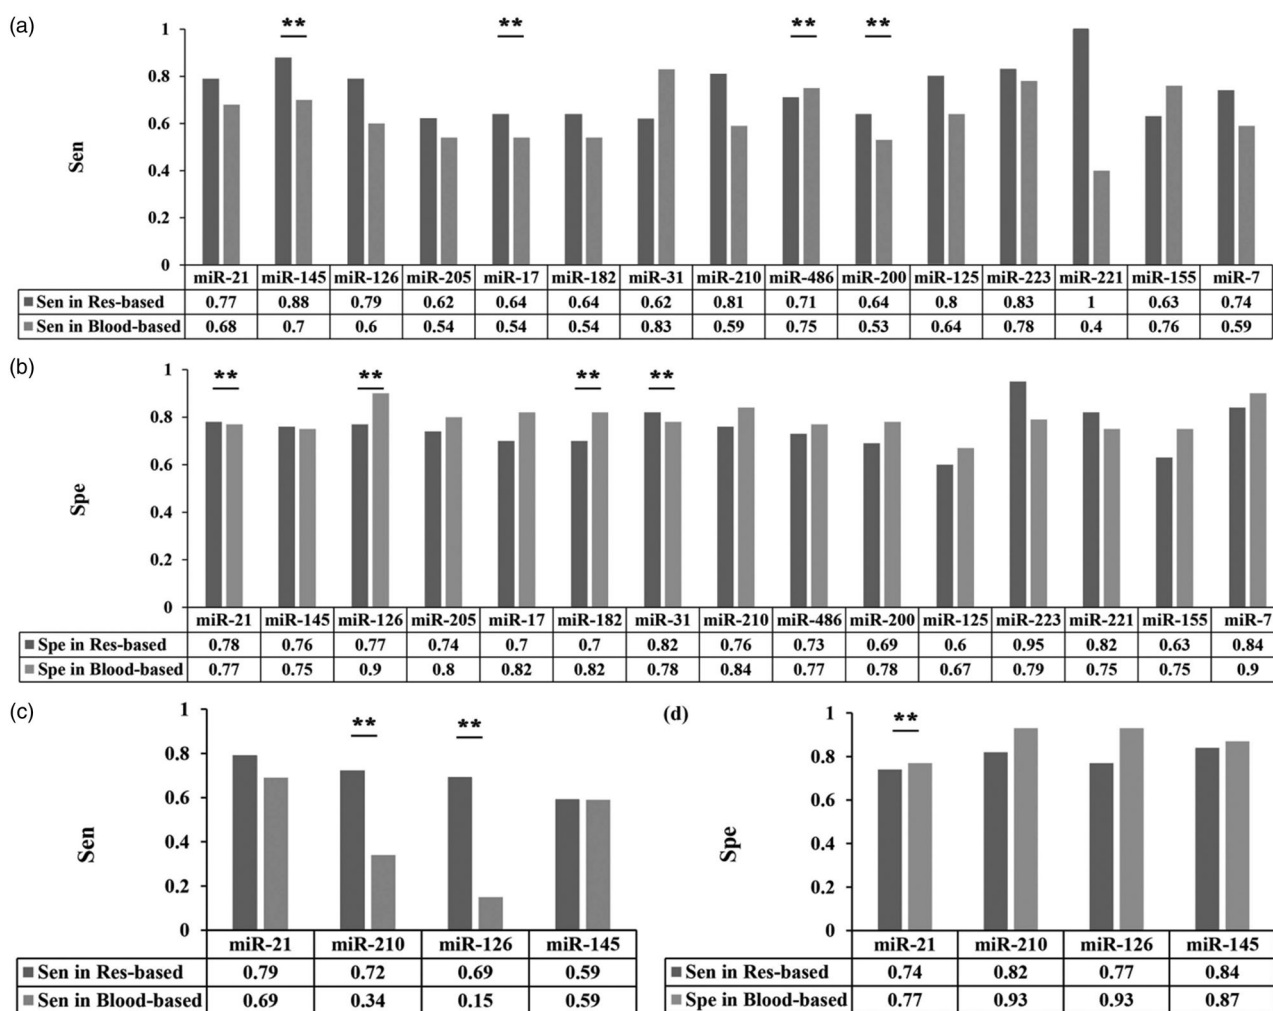 (a)
** ** ** **
1
0.8
0.6
0.4
0.2
0
Sen
miR-21 miR-145 miR-126 miR-205 miR-17 miR-182 miR-31 miR-210 miR-486 miR-200 miR-125 miR-223 miR-221 miR-155 miR-7
Sen in Res-based 0.77 0.88 0.79 0.62 0.64 0.64 0.62 0.81 0.71 0.64 0.8 0.83 1 0.63 0.74
Sen in Blood-based 0.68 0.7 0.6 0.54 0.54 0.54 0.83 0.59 0.75 0.53 0.64 0.78 0.4 0.76 0.59
(b)
** ** ** **
1
0.8
0.6
0.4
0.2
0
Spe
miR-21 miR-145 miR-126 miR-205 miR-17 miR-182 miR-31 miR-210 miR-486 miR-200 miR-125 miR-223 miR-221 miR-155 miR-7
Spe in Res-based 0.78 0.76 0.77 0.74 0.7 0.7 0.82 0.76 0.73 0.69 0.6 0.95 0.82 0.63 0.84
Spe in Blood-based 0.77 0.75 0.9 0.8 0.82 0.82 0.78 0.84 0.77 0.78 0.67 0.79 0.75 0.75 0.9
(c)
** **
1
0.8
0.6
0.4
0.2
0
Sen
miR-21 miR-210 miR-126 miR-145
Sen in Res-based 0.79 0.72 0.69 0.59
Sen in Blood-based 0.69 0.34 0.15 0.59
(d)
**
1
0.8
0.6
0.4
0.2
0
Spe
miR-21 miR-210 miR-126 miR-145
Sen in Res-based 0.74 0.82 0.77 0.84
Spe in Blood-based 0.77 0.93 0.93 0.87